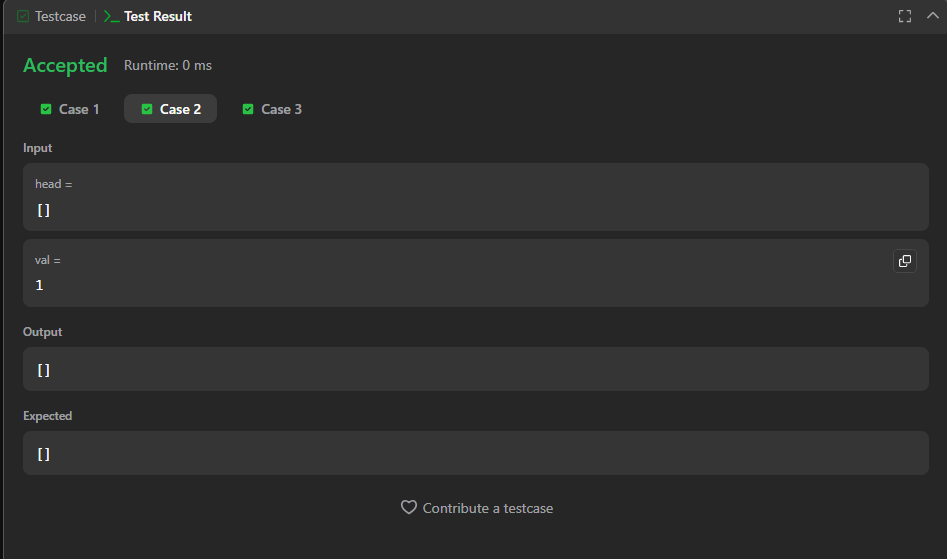 Testcase | >_ Test Result
Accepted Runtime: 0 ms
Case 1 Case 2 Case 3
Input
head =
[]
val =
1
Output
[]
Expected
[]
Contribute a testcase